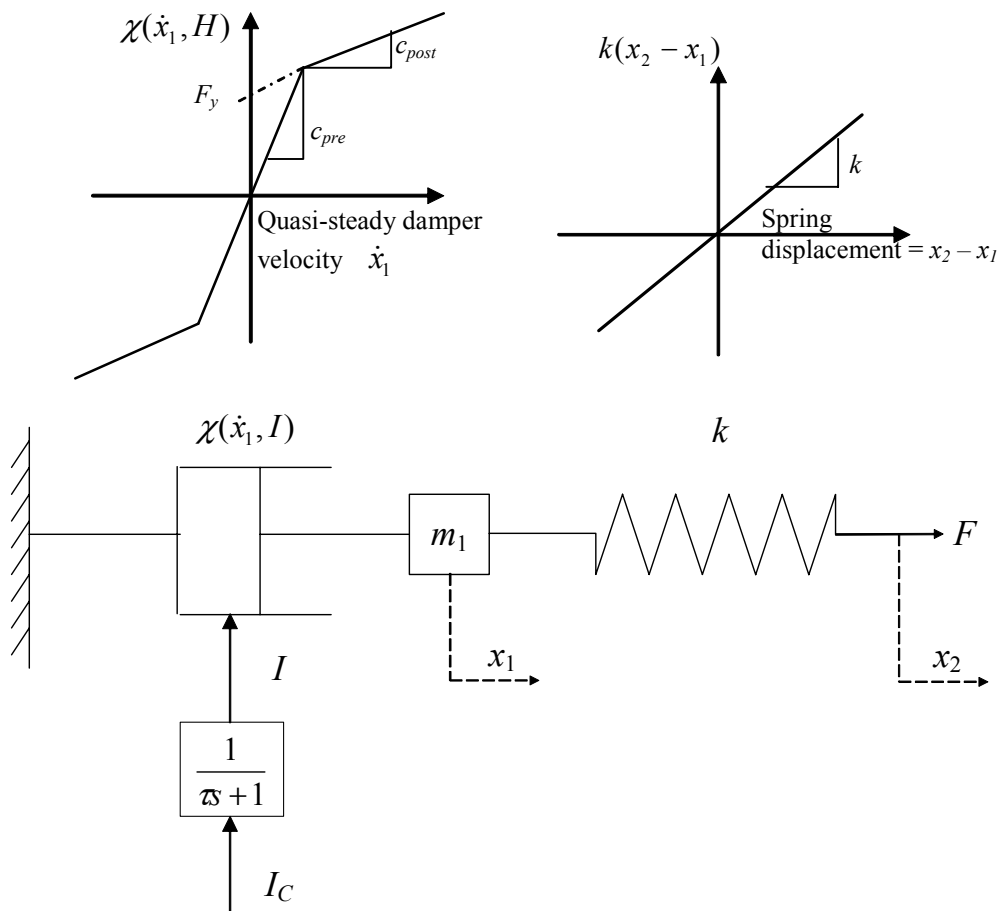 χ(ẋ₁, H)
c_post
F_y
c_pre
Quasi-steady damper
velocity ẋ₁
k(x₂ − x₁)
k
Spring
displacement = x₂ – x₁
χ(ẋ₁, I)
k
m₁
F
x₁
x₂
I
1
τs + 1
I_C